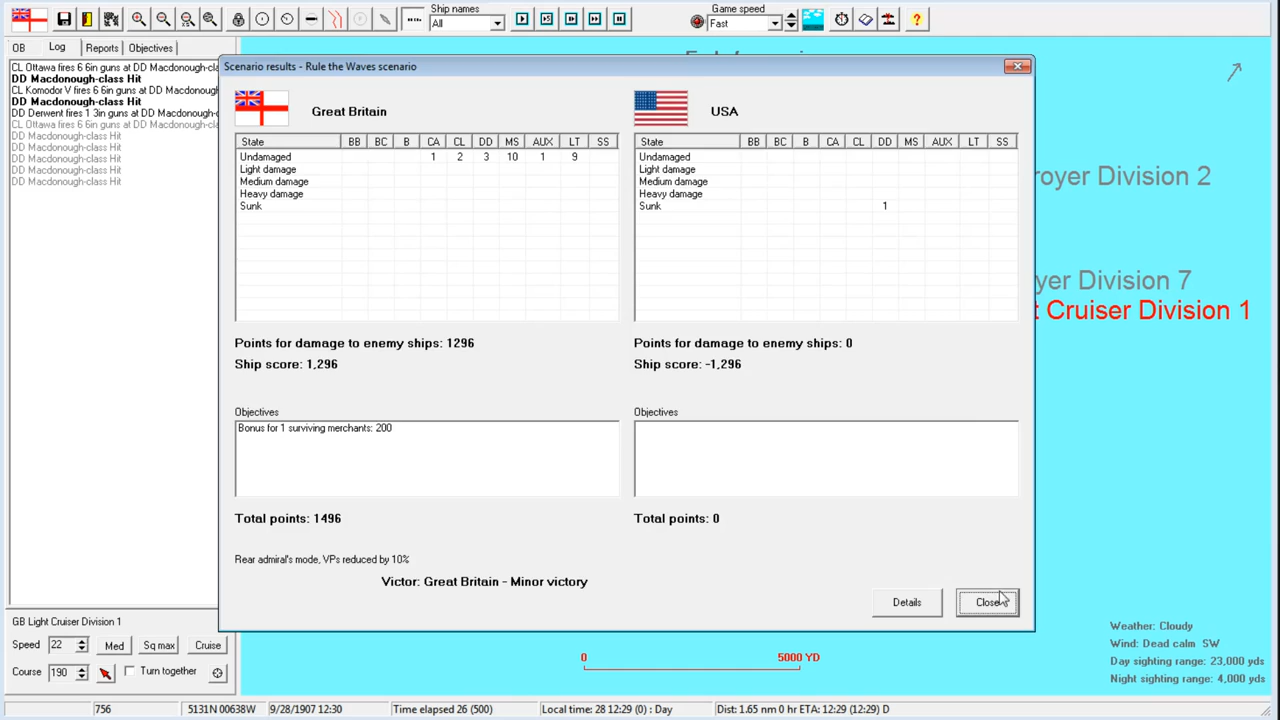 Ship names
All
Game speed
Fast
OB Log Reports Objectives
CL Ottawa fires 6 6in guns at DD Macdonough-cla
DD Macdonough-class Hit
CL Komodor V fires 6 6in guns at DD Macdonough-
DD Macdonough-class Hit
DD Derwent fires 1 3in guns at DD Macdonough-cl
CL Ottawa fires 6 6in guns at DD Macdonough-cla
DD Macdonough-class Hit
DD Macdonough-class Hit
DD Macdonough-class Hit
DD Macdonough-class Hit
DD Macdonough-class Hit
Scenario results - Rule the Waves scenario
Great Britain
State BB BC B CA CL DD MS AUX LT SS
Undamaged 1 2 3 10 1 9
Light damage
Medium damage
Heavy damage
Sunk
Points for damage to enemy ships: 1296
Ship score: 1,296
Objectives
Bonus for 1 surviving merchants: 200
Total points: 1496
USA
State BB BC B CA CL DD MS AUX LT SS
Undamaged
Light damage
Medium damage
Heavy damage
Sunk 1
Points for damage to enemy ships: 0
Ship score: -1,296
Objectives
Total points: 0
Rear admiral's mode, VPs reduced by 10%
Victor: Great Britain - Minor victory
Details Close
royer Division 2
yer Division 7
t Cruiser Division 1
GB Light Cruiser Division 1
Speed 22 Med Sq max Cruise
Course 190 Turn together
0 5000 YD
Weather: Cloudy
Wind: Dead calm SW
Day sighting range: 23,000 yds
Night sighting range: 4,000 yds
756 5131N 00638W 9/28/1907 12:30 Time elapsed 26 (500) Local time: 28 12:29 (0) : Day Dist: 1.65 nm 0 hr ETA: 12:29 (12:29) D